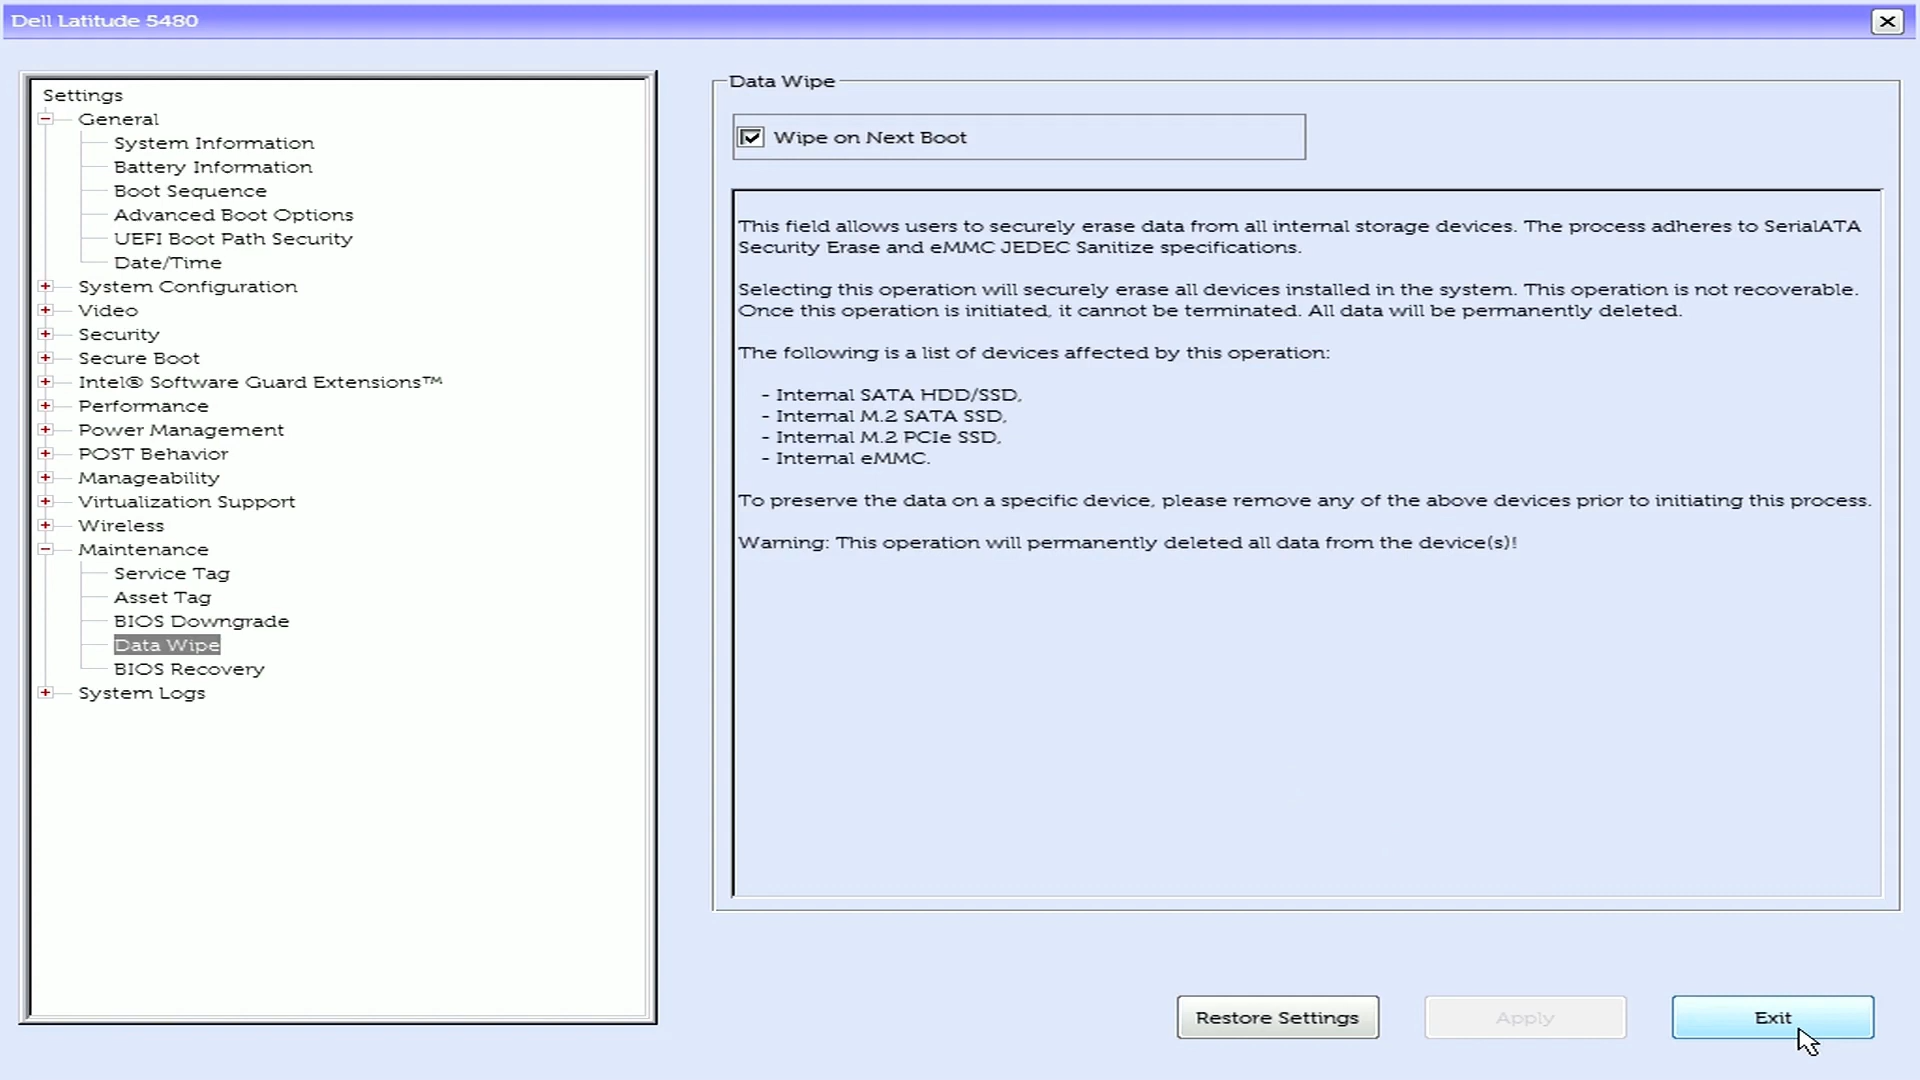 Dell Latitude 5480
Settings
General
System Information
Battery Information
Boot Sequence
Advanced Boot Options
UEFI Boot Path Security
Date/Time
System Configuration
Video
Security
Secure Boot
Intel® Software Guard Extensions™
Performance
Power Management
POST Behavior
Manageability
Virtualization Support
Wireless
Maintenance
Service Tag
Asset Tag
BIOS Downgrade
Data Wipe
BIOS Recovery
System Logs
Data Wipe
Wipe on Next Boot
This field allows users to securely erase data from all internal storage devices. The process adheres to SerialATA
Security Erase and eMMC JEDEC Sanitize specifications.
Selecting this operation will securely erase all devices installed in the system. This operation is not recoverable.
Once this operation is initiated, it cannot be terminated. All data will be permanently deleted.
The following is a list of devices affected by this operation:
- Internal SATA HDD/SSD,
- Internal M.2 SATA SSD,
- Internal M.2 PCIe SSD,
- Internal eMMC.
To preserve the data on a specific device, please remove any of the above devices prior to initiating this process.
Warning: This operation will permanently deleted all data from the device(s)!
Restore Settings
Apply
Exit